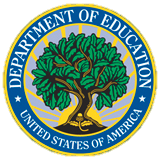 DEPARTMENT OF EDUCATION
UNITED STATES OF AMERICA